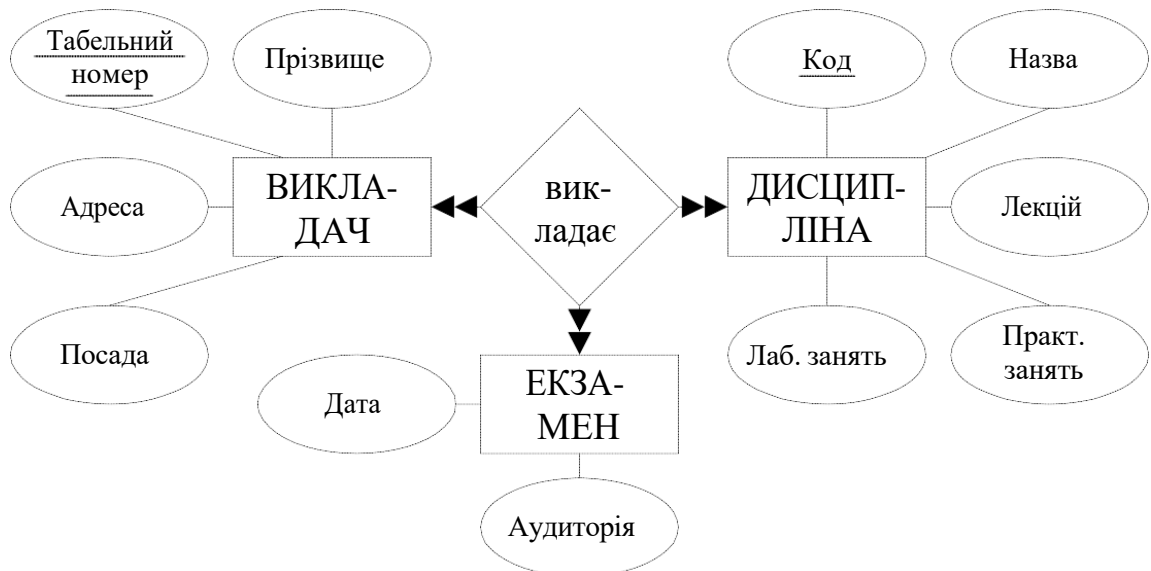 Табельний
номер
Прізвище
Код
Назва
Адреса
ВИКЛА-
ДАЧ
вик-
ладає
ДИСЦИП-
ЛІНА
Лекцій
Посада
Лаб. занять
Практ.
занять
Дата
ЕКЗА-
МЕН
Аудиторія